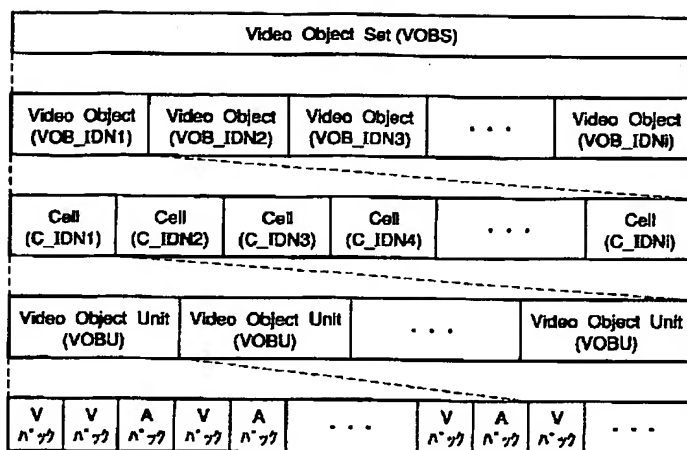 Video Object Set (VOBS)
Video Object (VOB_IDN1)
Video Object (VOB_IDN2)
Video Object (VOB_IDN3)
. . .
Video Object (VOB_IDNi)
Cell (C_IDN1)
Cell (C_IDN2)
Cell (C_IDN3)
Cell (C_IDN4)
. . .
Cell (C_IDNi)
Video Object Unit (VOBU)
Video Object Unit (VOBU)
. . .
Video Object Unit (VOBU)
V パック
V パック
A パック
V パック
A パック
. . .
V パック
A パック
V パック
. . .